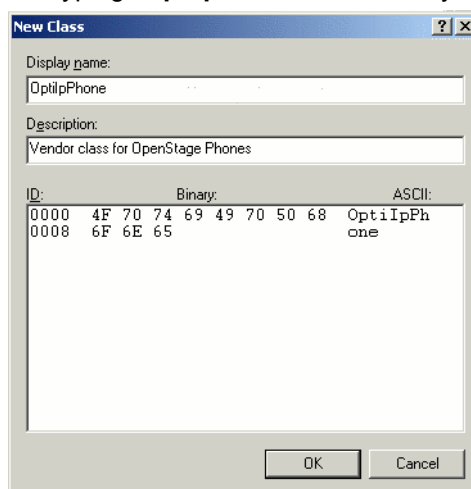 New Class
Display name:
OptiIpPhone
Description:
Vendor class for OpenStage Phones
ID: Binary: ASCII:
0000 4F 70 74 69 49 70 50 68 OptiIpPh
0008 6F 6E 65 one
OK Cancel